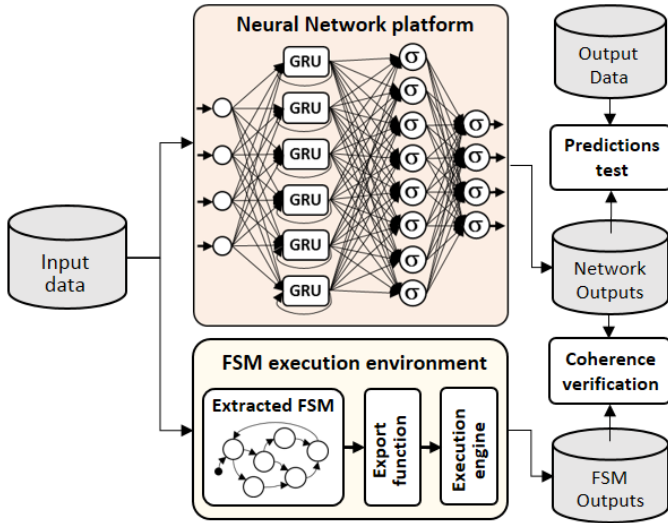 Neural Network platform
GRU
GRU
GRU
GRU
GRU
GRU
σ
σ
σ
σ
σ
σ
σ
σ
σ
σ
σ
σ
Input
data
Output
Data
Predictions
test
Network
Outputs
Coherence
verification
FSM
Outputs
FSM execution environment
Extracted FSM
Export
function
Execution
engine